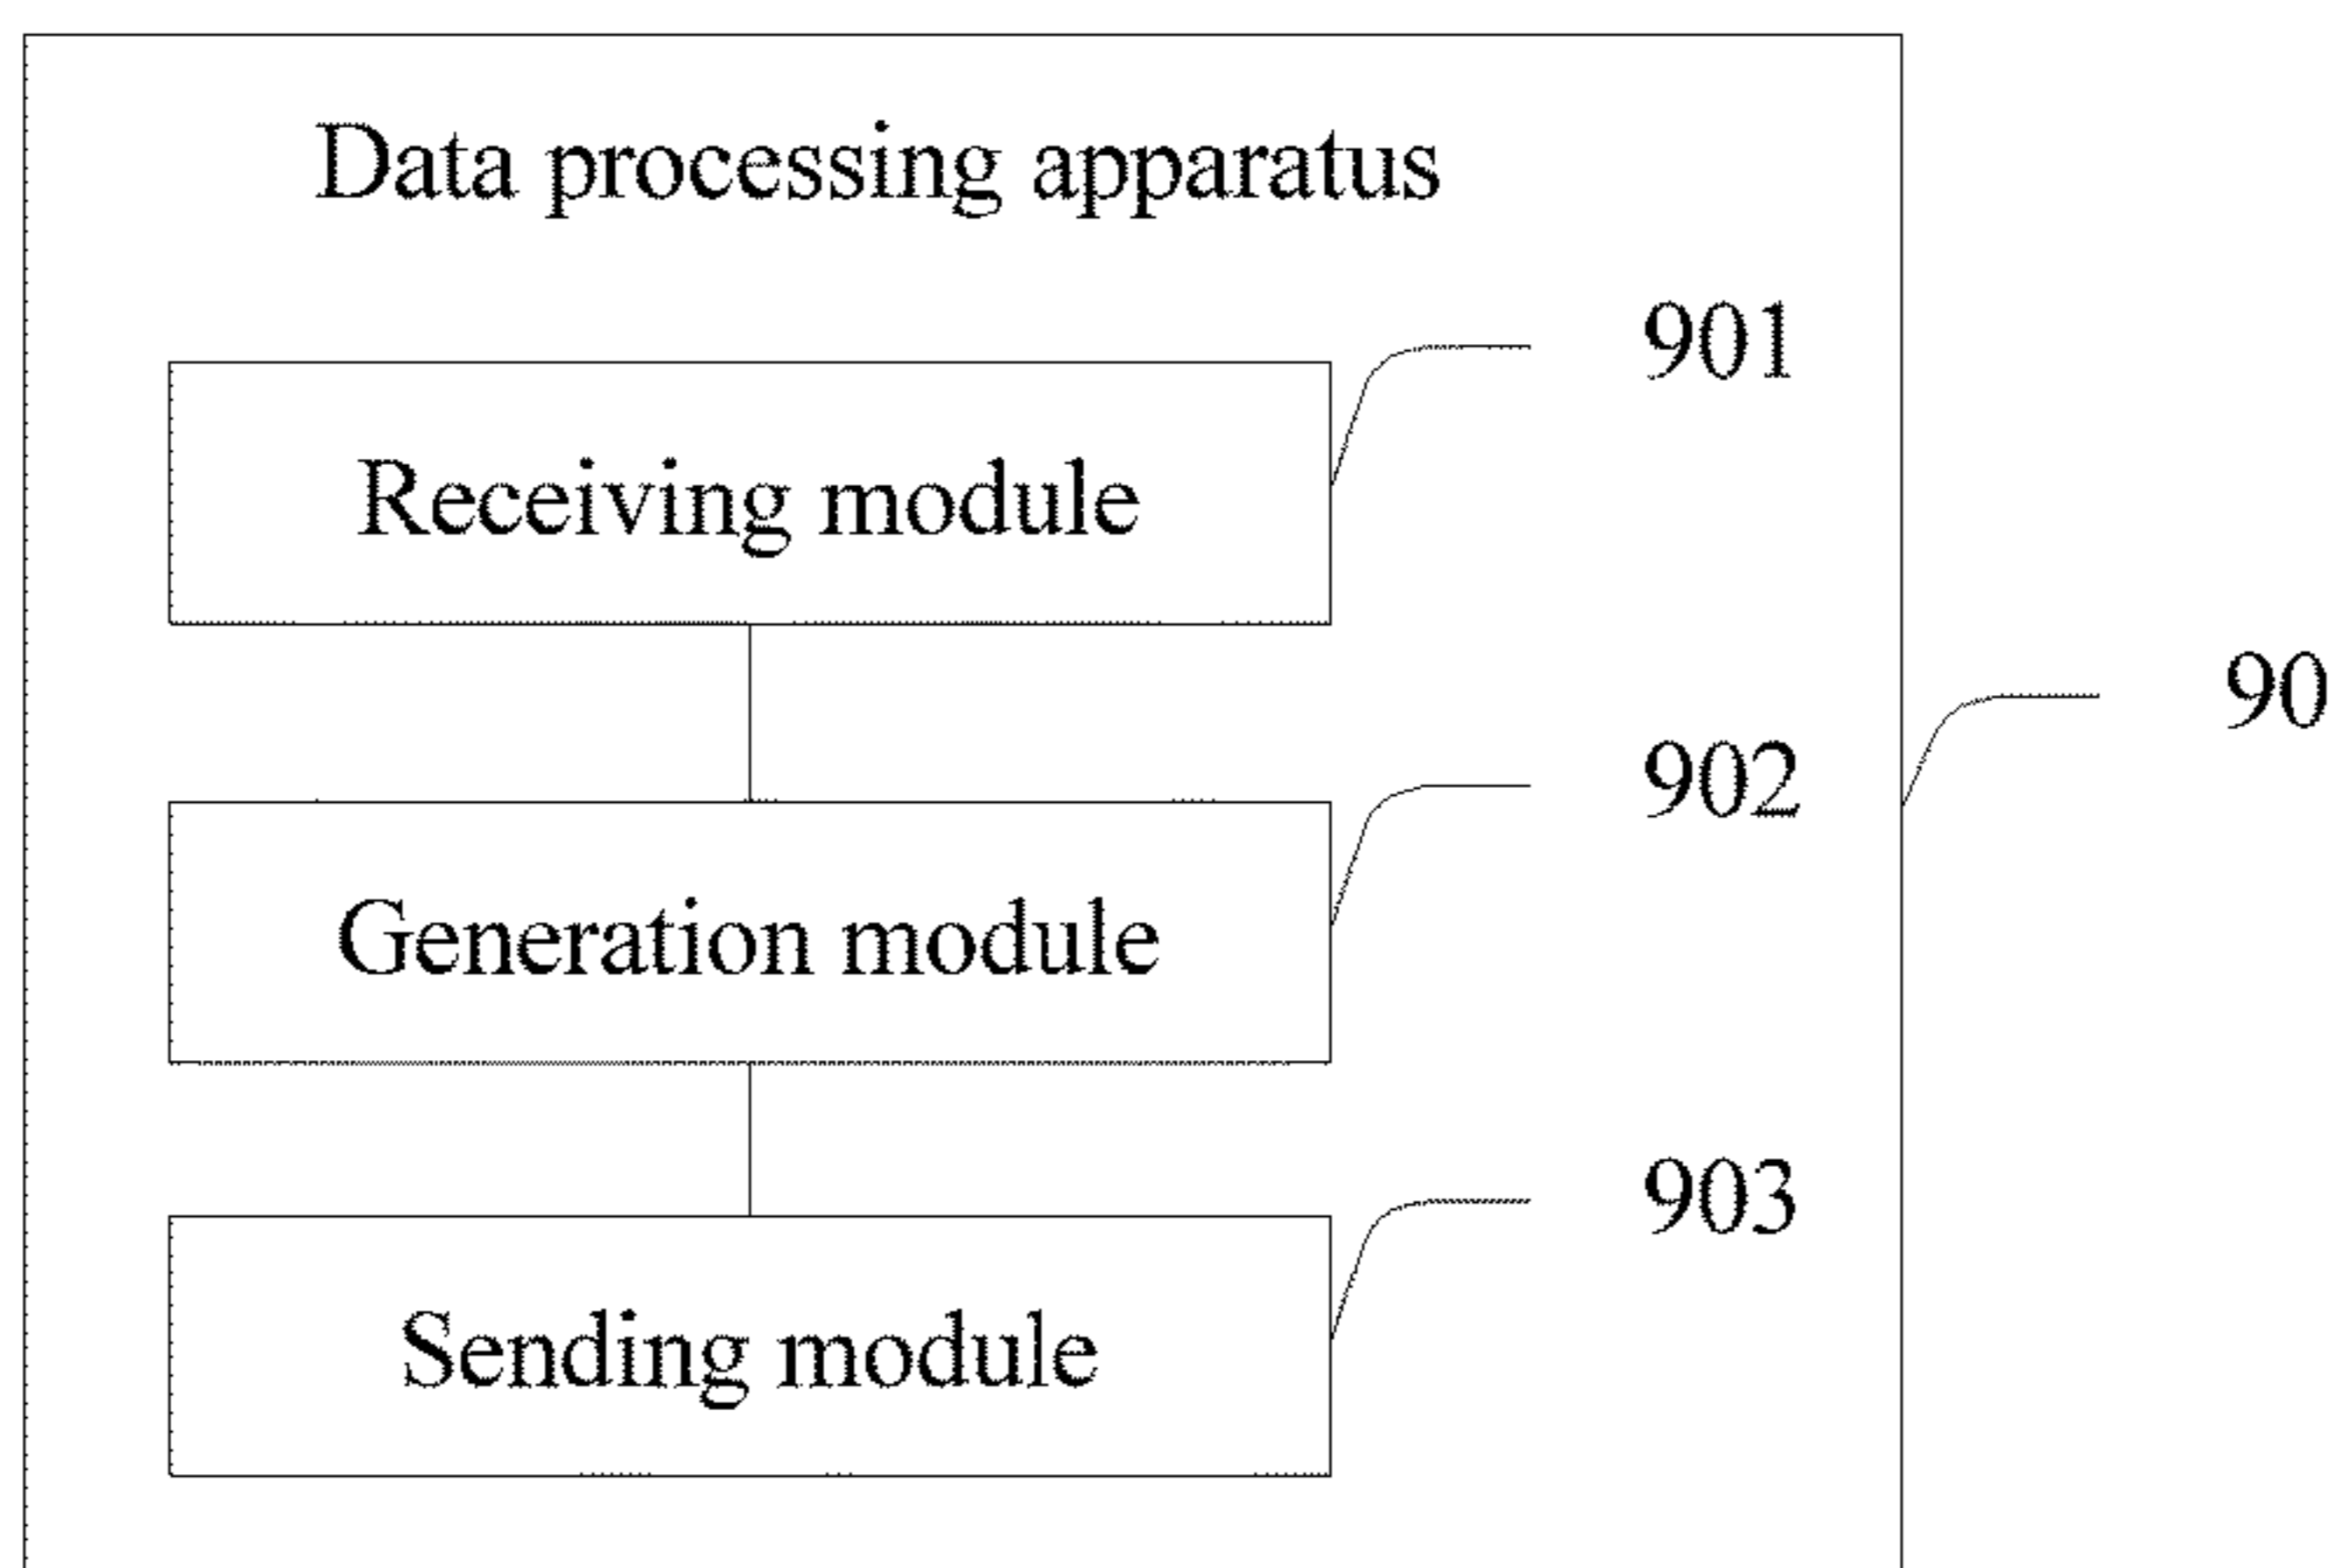 Data processing apparatus
901
Receiving module
90
902
Generation module
903
Sending module